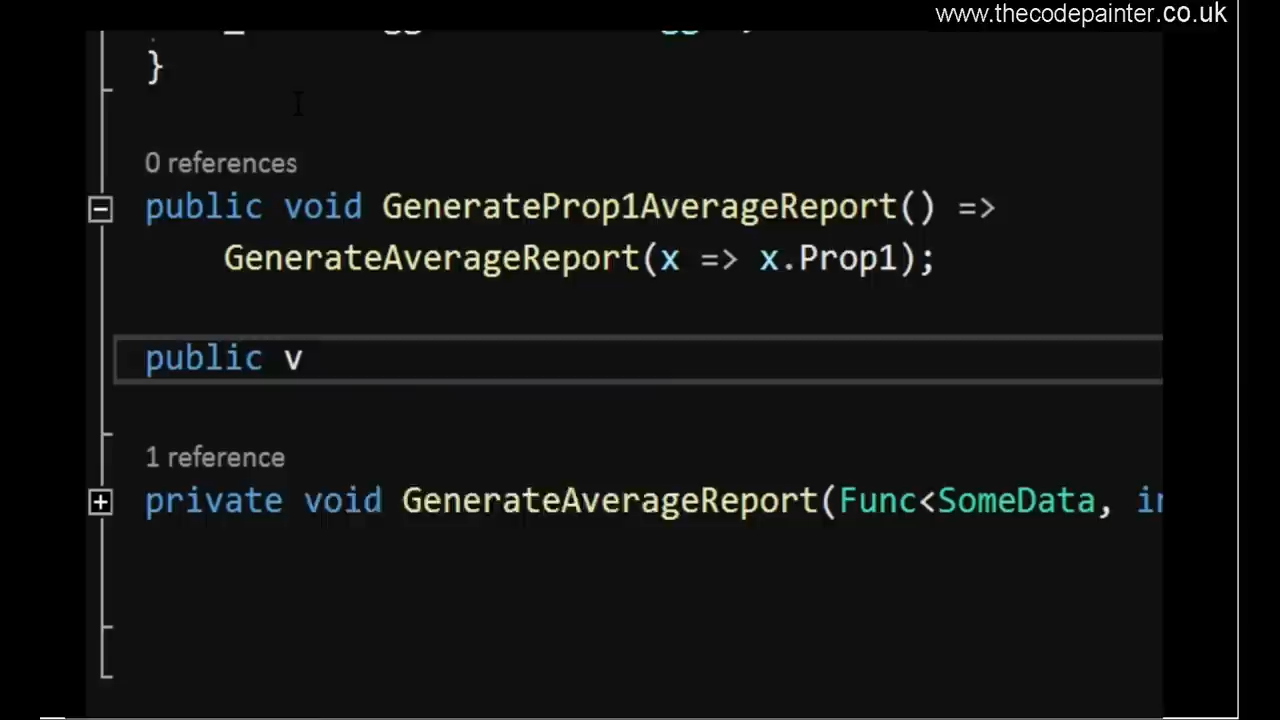 www.thecodepainter.co.uk
}
0 references
public void GenerateProp1AverageReport() =>
GenerateAverageReport(x => x.Prop1);
public v
1 reference
private void GenerateAverageReport(Func<SomeData, in